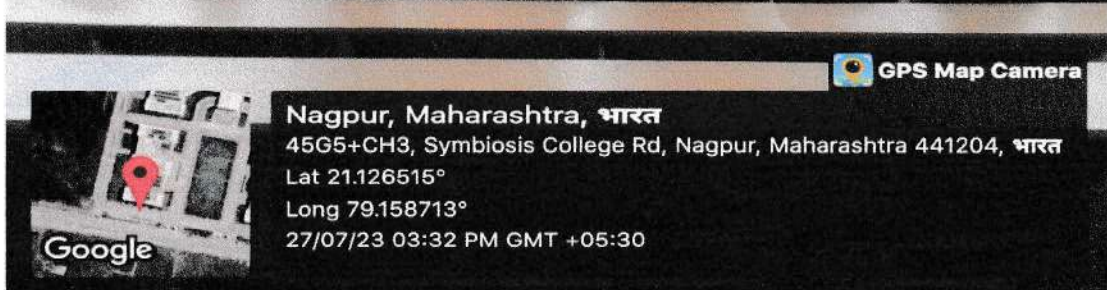 GPS Map Camera
Nagpur, Maharashtra, भारत
45G5+CH3, Symbiosis College Rd, Nagpur, Maharashtra 441204, भारत
Lat 21.126515°
Long 79.158713°
27/07/23 03:32 PM GMT +05:30
Google